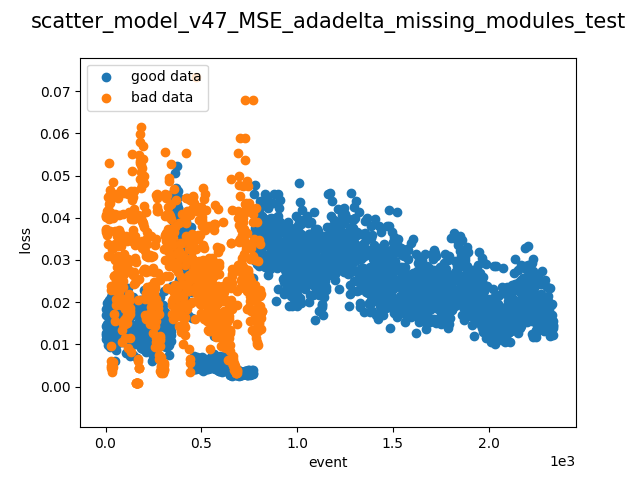 scatter_model_v47_MSE_adadelta_missing_modules_test
good data
bad data
0.07
0.06
0.05
0.04
0.03
0.02
0.01
0.00
loss
0.0 0.5 1.0 1.5 2.0
1e3
event